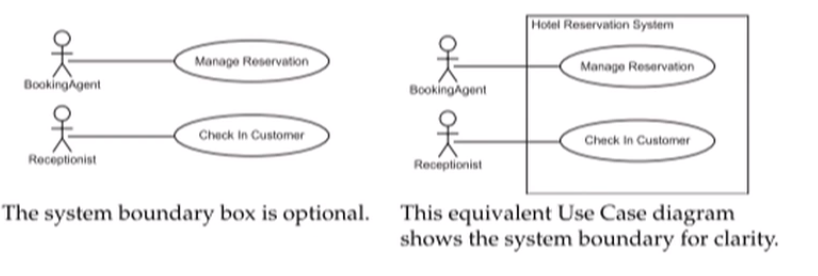 Manage Reservation
BookingAgent
Check In Customer
Receptionist
The system boundary box is optional.
Hotel Reservation System
Manage Reservation
BookingAgent
Check In Customer
Receptionist
This equivalent Use Case diagram
shows the system boundary for clarity.